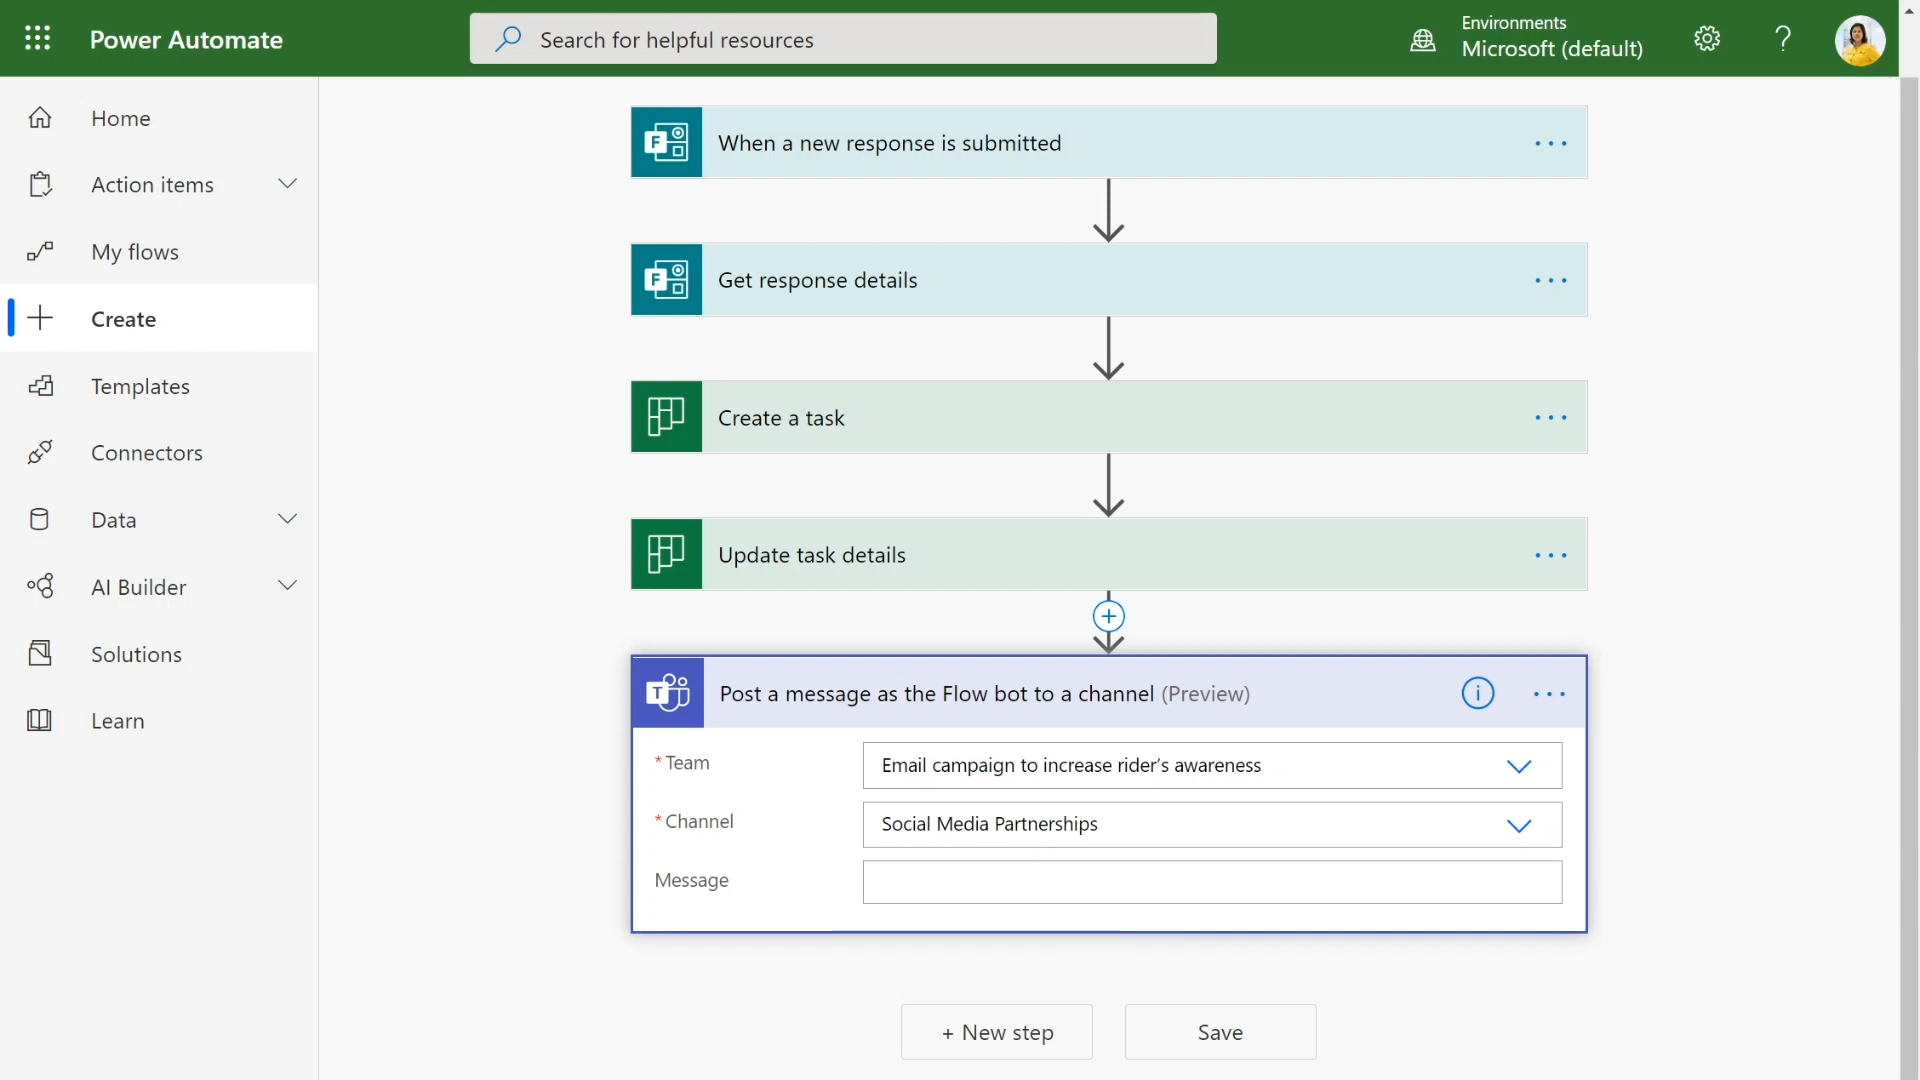 Power Automate
Search for helpful resources
Environments
Microsoft (default)
Home
Action items
My flows
Create
Templates
Connectors
Data
AI Builder
Solutions
Learn
F
When a new response is submitted
F
Get response details
Create a task
Update task details
T
Post a message as the Flow bot to a channel (Preview)
* Team
Email campaign to increase rider’s awareness
* Channel
Social Media Partnerships
Message
+ New step
Save